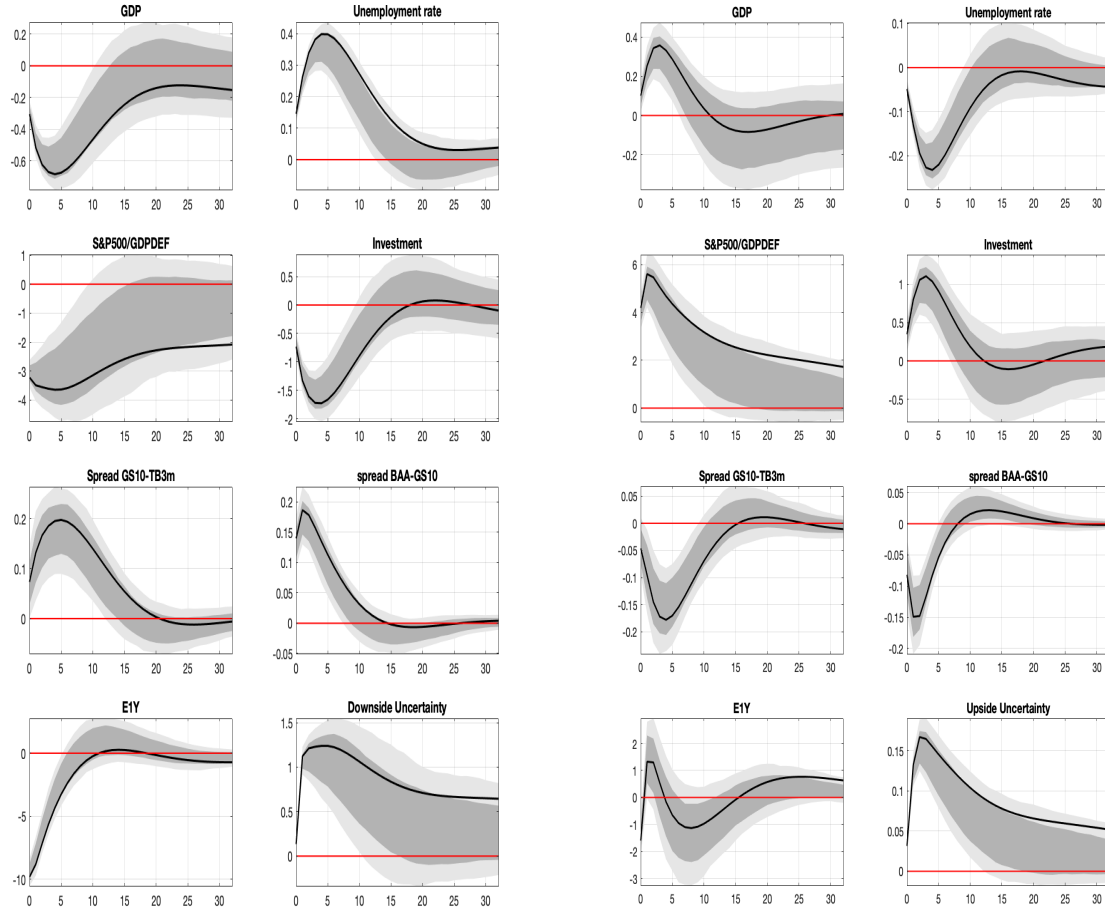 GDP
0.2
0
-0.2
-0.4
-0.6
0 5 10 15 20 25 30
Unemployment rate
0.4
0.3
0.2
0.1
0
0 5 10 15 20 25 30
GDP
0.4
0.2
0
-0.2
0 5 10 15 20 25 30
Unemployment rate
0.1
0
-0.1
-0.2
0 5 10 15 20 25 30
S&P500/GDPDEF
1
0
-1
-2
-3
-4
0 5 10 15 20 25 30
Investment
0.5
0
-0.5
-1
-1.5
-2
0 5 10 15 20 25 30
S&P500/GDPDEF
6
4
2
0
0 5 10 15 20 25 30
Investment
1
0.5
0
-0.5
0 5 10 15 20 25 30
Spread GS10-TB3m
0.2
0.1
0
0 5 10 15 20 25 30
spread BAA-GS10
0.2
0.15
0.1
0.05
0
-0.05
0 5 10 15 20 25 30
Spread GS10-TB3m
0.05
0
-0.05
-0.1
-0.15
-0.2
0 5 10 15 20 25 30
spread BAA-GS10
0.05
0
-0.05
-0.1
-0.15
-0.2
0 5 10 15 20 25 30
E1Y
0
-5
-10
0 5 10 15 20 25 30
Downside Uncertainty
1.5
1
0.5
0
0 5 10 15 20 25 30
E1Y
2
1
0
-1
-2
-3
0 5 10 15 20 25 30
Upside Uncertainty
0.15
0.1
0.05
0
0 5 10 15 20 25 30